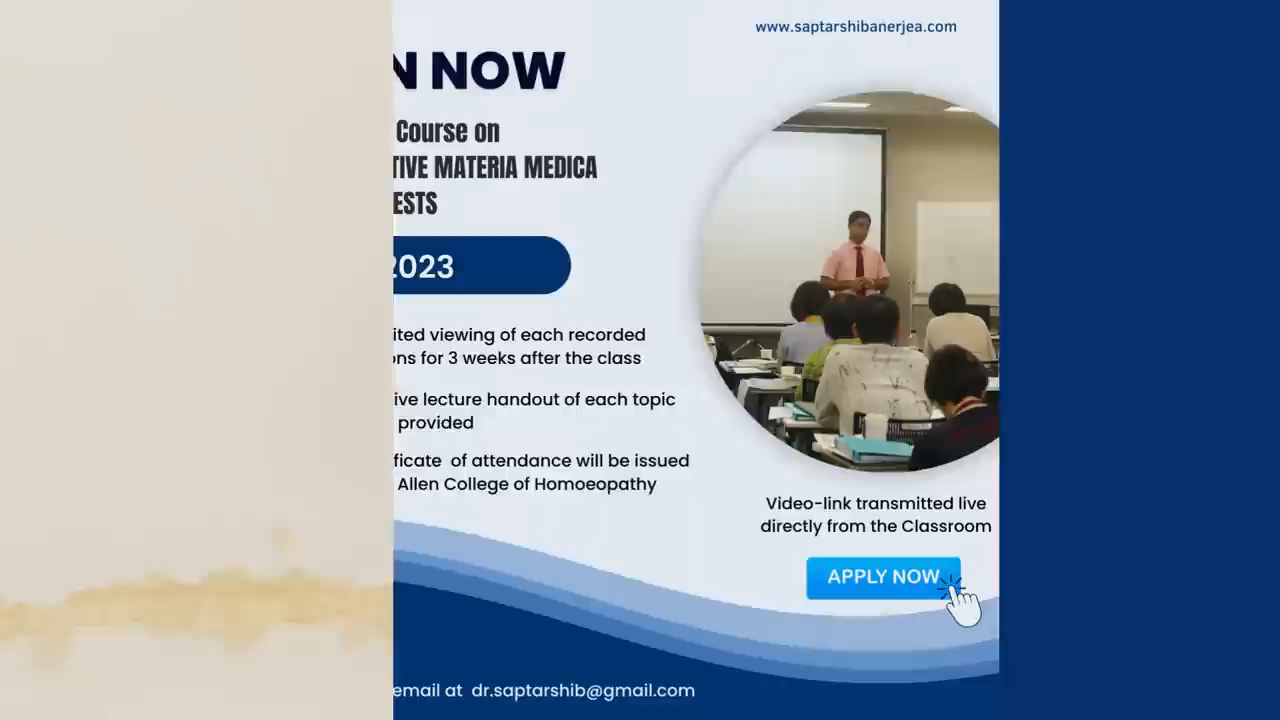 www.saptarshibanerjea.com
N NOW
Course on
TIVE MATERIA MEDICA
ESTS
2023
ited viewing of each recorded
ons for 3 weeks after the class
ive lecture handout of each topic
provided
ficate of attendance will be issued
Allen College of Homoeopathy
Video-link transmitted live
directly from the Classroom
APPLY NOW
email at dr.saptarshib@gmail.com